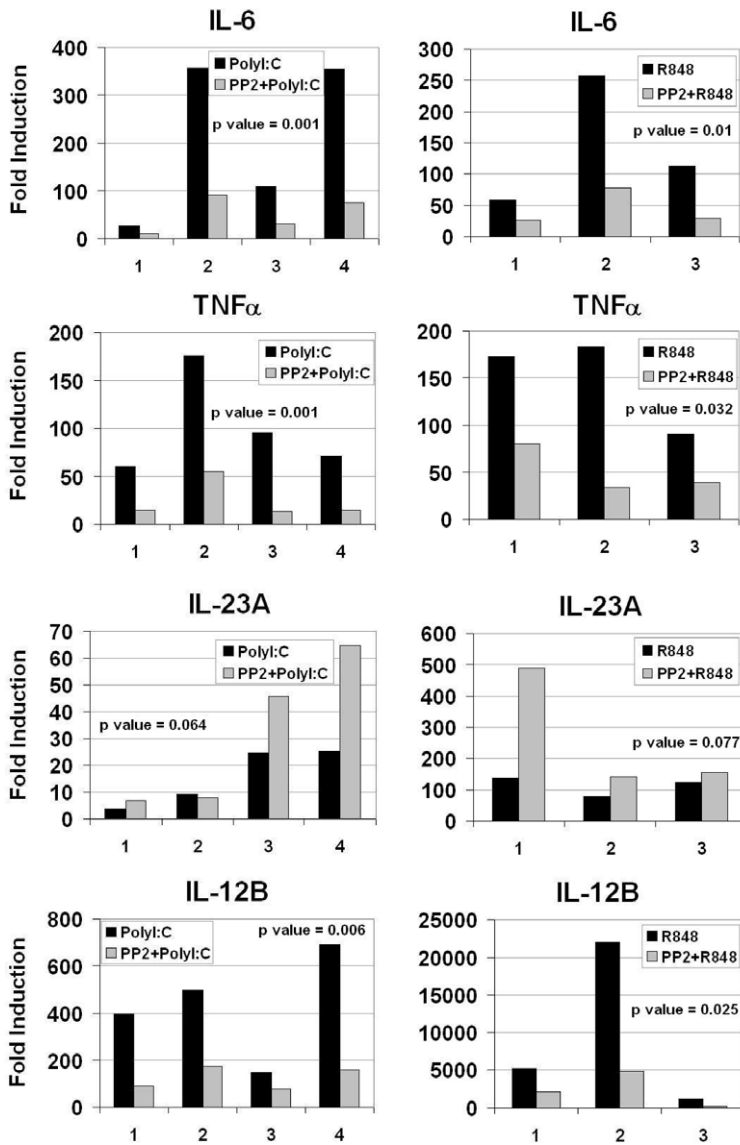 IL-6
Fold Induction
400
300
200
100
0
PolyI:C
PP2+PolyI:C
p value = 0.001
1 2 3 4
IL-6
300
250
200
150
100
50
0
R848
PP2+R848
p value = 0.01
1 2 3
TNFα
Fold Induction
200
150
100
50
0
PolyI:C
PP2+PolyI:C
p value = 0.001
1 2 3 4
TNFα
200
150
100
50
0
R848
PP2+R848
p value = 0.032
1 2 3
IL-23A
Fold Induction
70
60
50
40
30
20
10
0
PolyI:C
PP2+PolyI:C
p value = 0.064
1 2 3 4
IL-23A
600
500
400
300
200
100
0
R848
PP2+R848
p value = 0.077
1 2 3
IL-12B
Fold Induction
800
600
400
200
0
PolyI:C
PP2+PolyI:C
p value = 0.006
1 2 3 4
IL-12B
25000
20000
15000
10000
5000
0
R848
PP2+R848
p value = 0.025
1 2 3